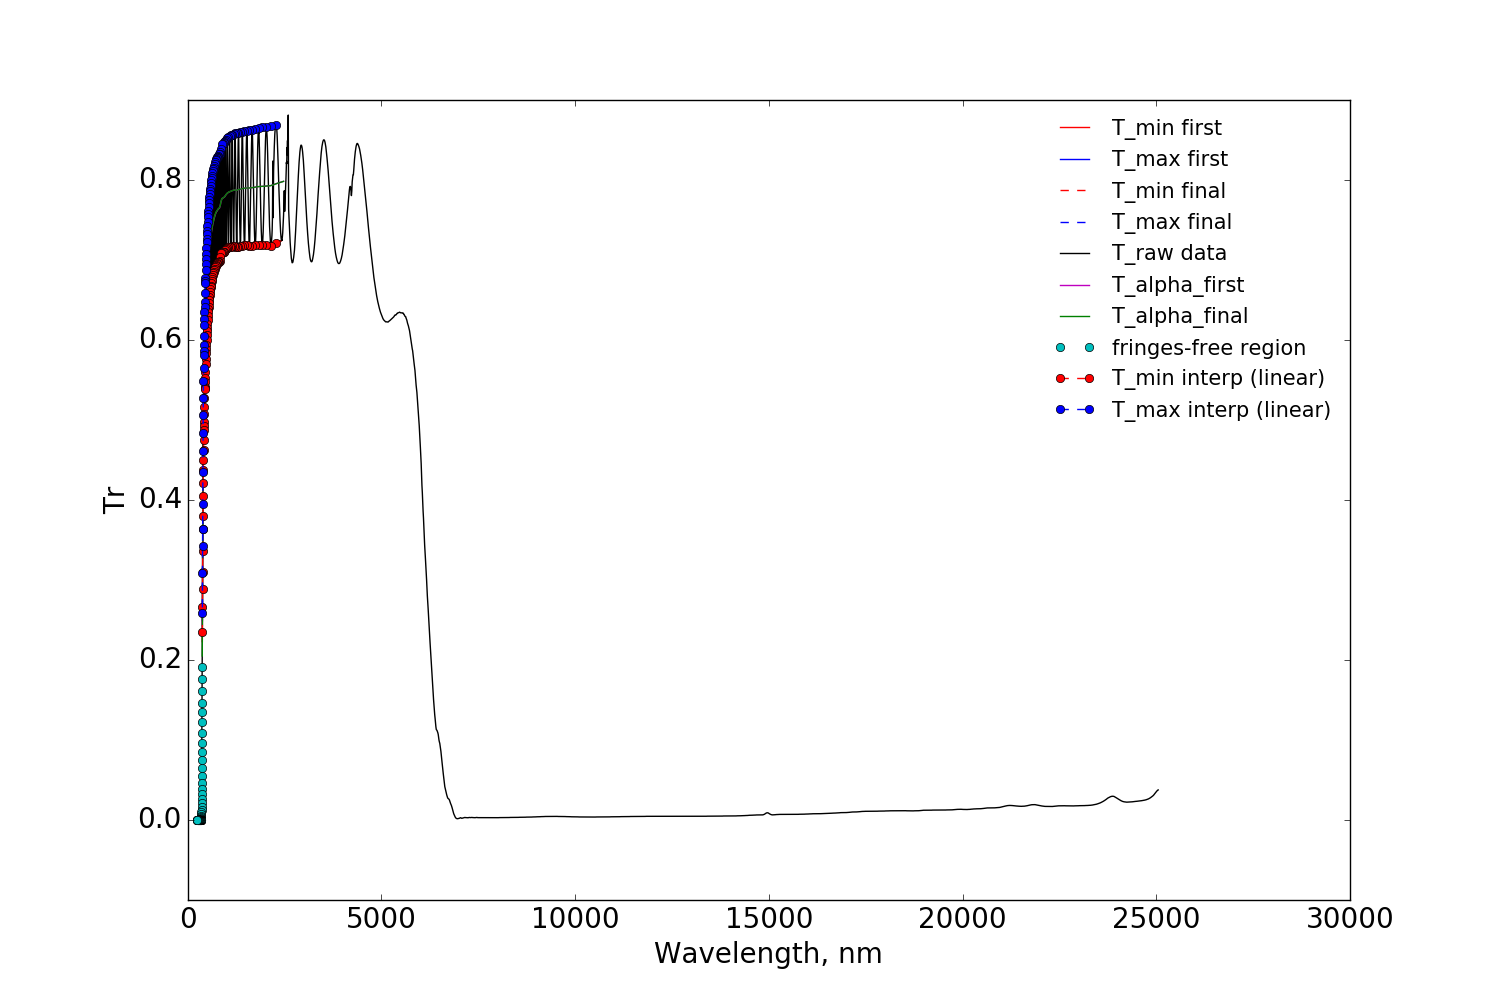 T_min first
T_max first
T_min final
T_max final
T_raw data
T_alpha_first
T_alpha_final
fringes-free region
T_min interp (linear)
T_max interp (linear)
Tr
0.8
0.6
0.4
0.2
0.0
0 5000 10000 15000 20000 25000 30000
Wavelength, nm